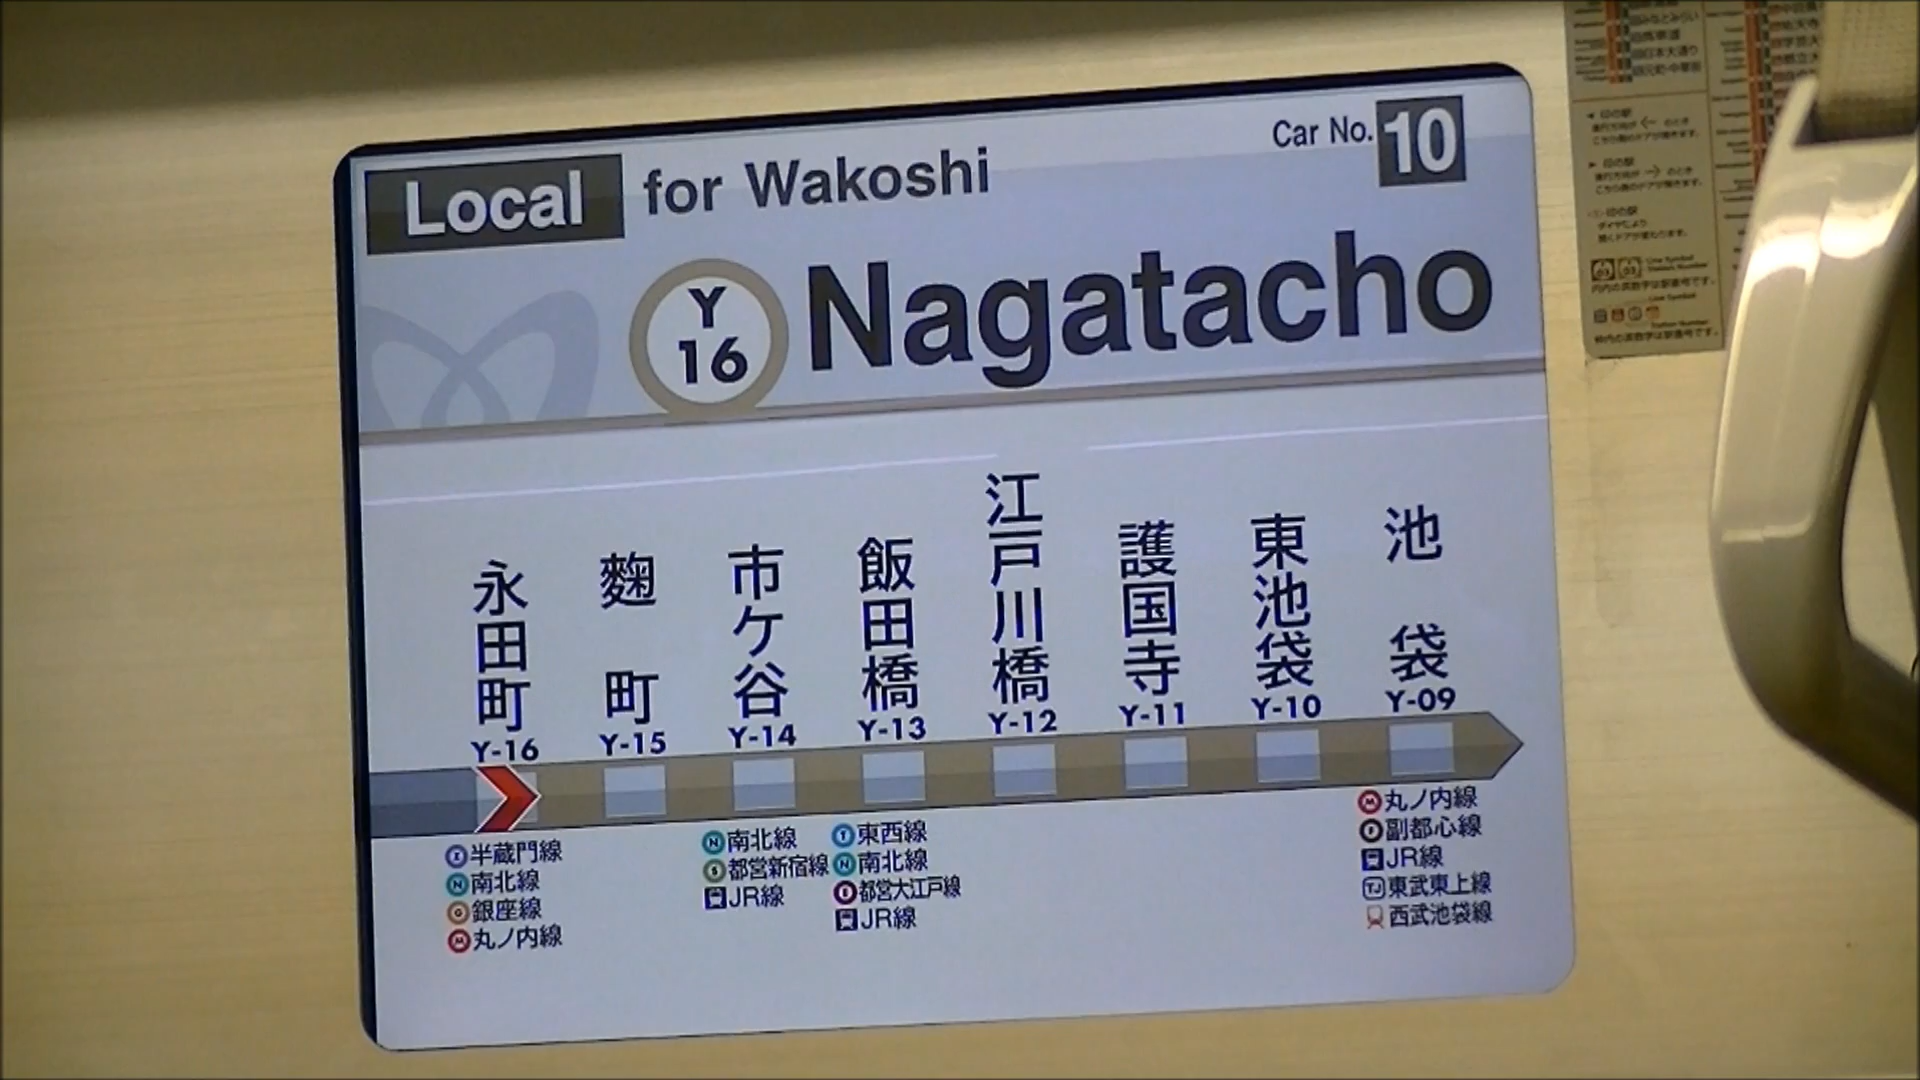 Local for Wakoshi
Car No. 10
Y
16
Nagatacho
永田町
Y-16
麴町
Y-15
市ケ谷
Y-14
飯田橋
Y-13
江戸川橋
Y-12
護国寺
Y-11
東池袋
Y-10
池袋
Y-09
Z 半蔵門線
N 南北線
G 銀座線
M 丸ノ内線
N 南北線
S 都営新宿線
JR線
T 東西線
N 南北線
E 都営大江戸線
JR線
M 丸ノ内線
F 副都心線
JR線
TJ 東武東上線
西武池袋線